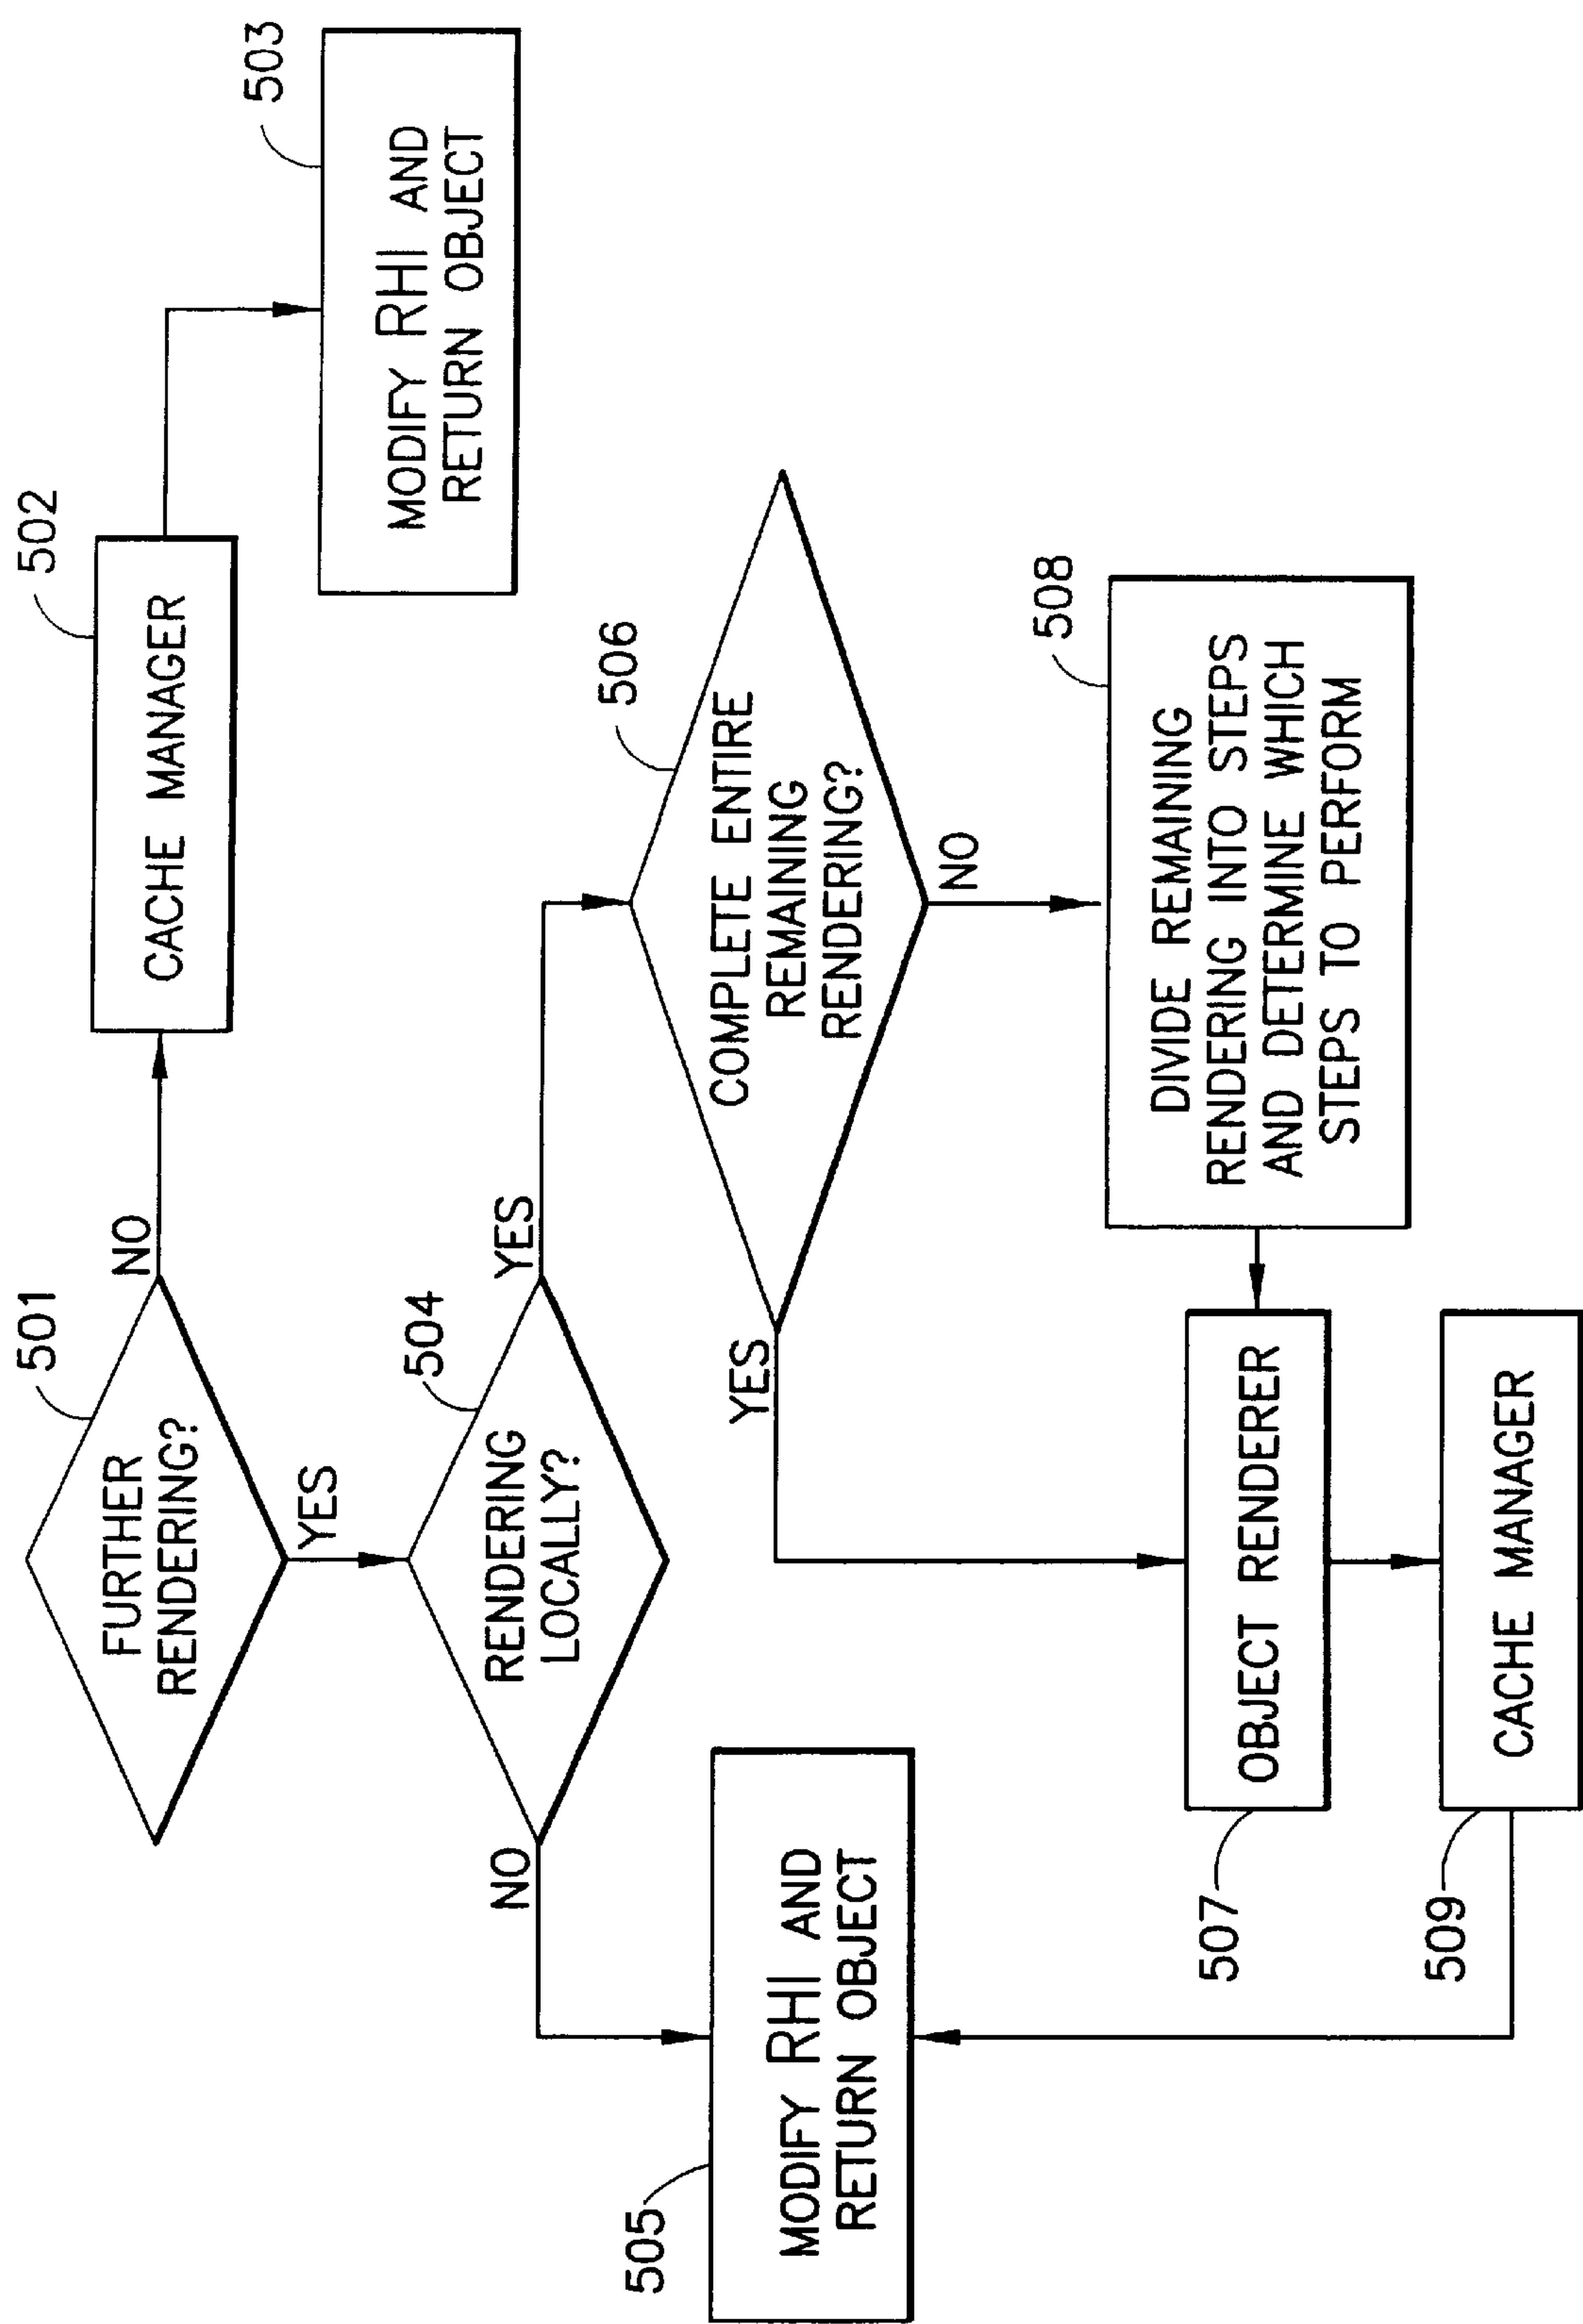 501
FURTHER
RENDERING?
NO
YES
502
CACHE MANAGER
503
MODIFY RHI AND
RETURN OBJECT
504
RENDERING
LOCALLY?
NO
YES
505
MODIFY RHI AND
RETURN OBJECT
506
COMPLETE ENTIRE
REMAINING
RENDERING?
YES
NO
508
DIVIDE REMAINING
RENDERING INTO STEPS
AND DETERMINE WHICH
STEPS TO PERFORM
507
OBJECT RENDERER
509
CACHE MANAGER